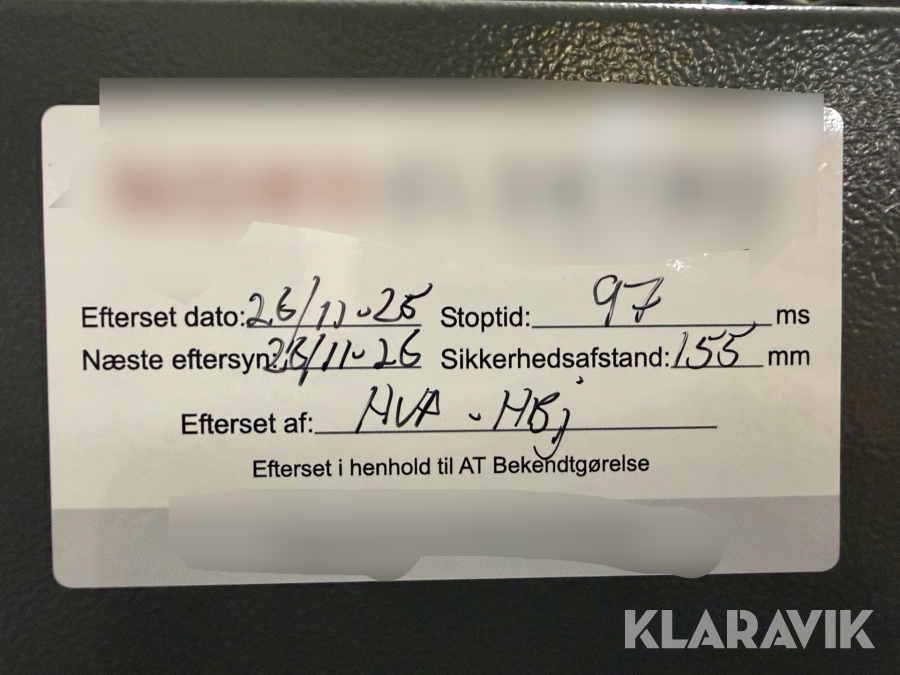 Efterset dato: 26/11-25 Stoptid: 97 ms
Næste eftersyn: 26/11-26 Sikkerhedsafstand: 155 mm
Efterset af: HVA - HBj
Efterset i henhold til AT Bekendtgørelse
KLARAVIK